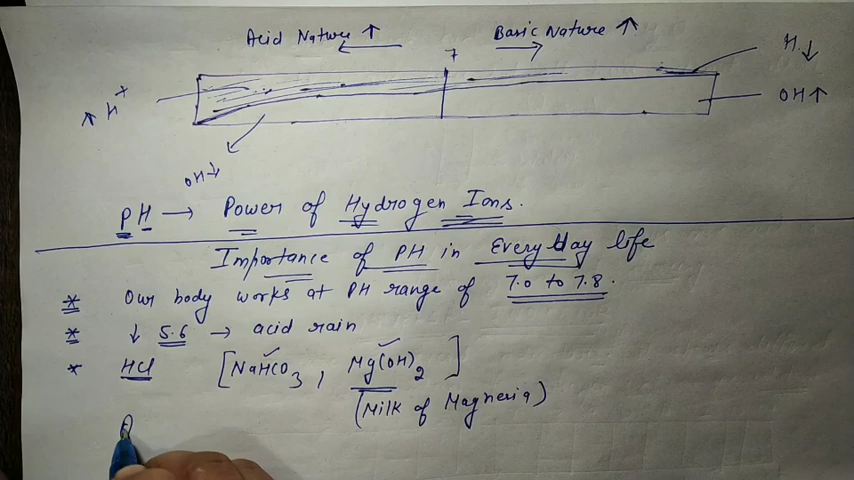 Acid Nature ↑ Basic Nature ↑
← →
7
H ↓
↑ H⁺
OH ↑
OH ↓
PH → Power of Hydrogen Ions.
Importance of PH in Every day life
* Our body works at PH range of 7.0 to 7.8.
* ↓ 5.6 → acid rain
* HCl [NaHCO₃, Mg(OH)₂]
(Milk of Magnesia)